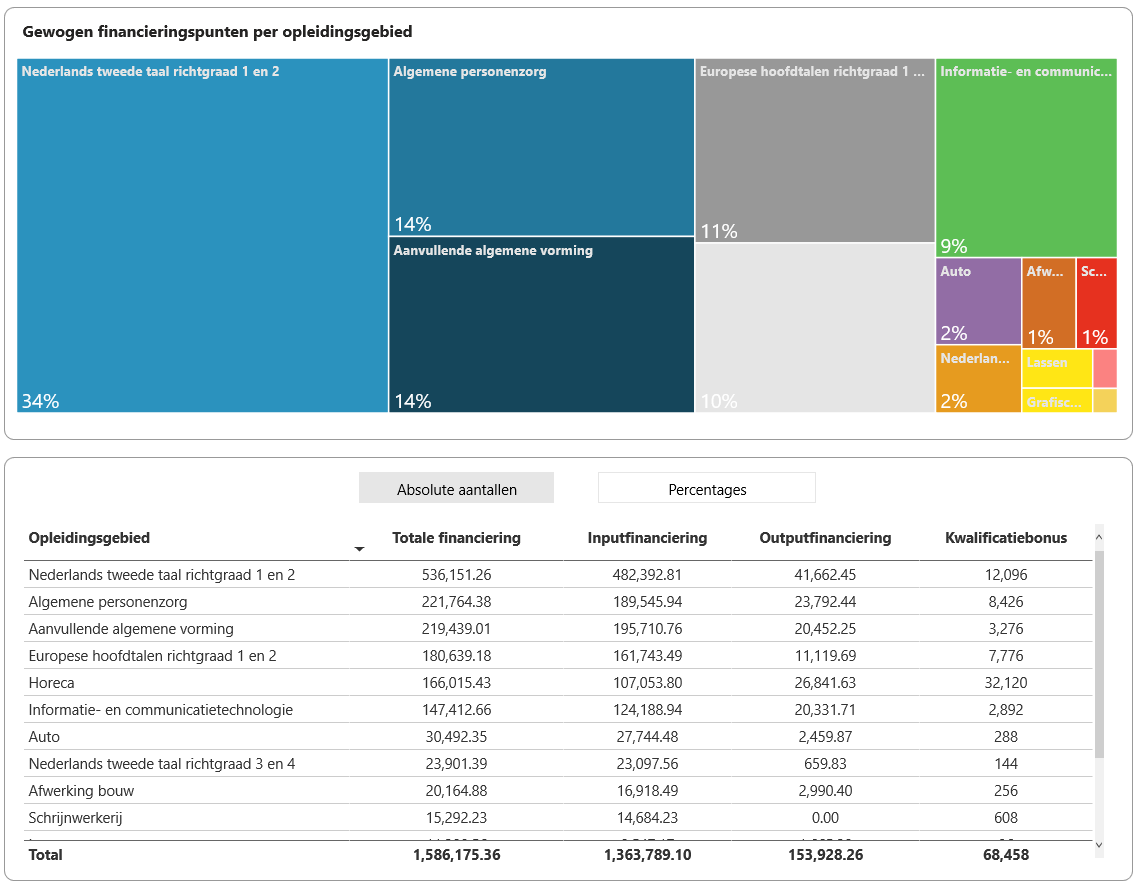 Gewogen financieringspunten per opleidingsgebied
Nederlands tweede taal richtgraad 1 en 2
34%
Algemene personenzorg
14%
Aanvullende algemene vorming
14%
Europese hoofdtalen richtgraad 1 ...
11%
10%
Informatie- en communic...
9%
Auto
2%
Afw...
1%
Sc...
1%
Nederlan...
2%
Lassen
Grafisc...
Absolute aantallen Percentages
Opleidingsgebied Totale financiering Inputfinanciering Outputfinanciering Kwalificatiebonus
Nederlands tweede taal richtgraad 1 en 2 536,151.26 482,392.81 41,662.45 12,096
Algemene personenzorg 221,764.38 189,545.94 23,792.44 8,426
Aanvullende algemene vorming 219,439.01 195,710.76 20,452.25 3,276
Europese hoofdtalen richtgraad 1 en 2 180,639.18 161,743.49 11,119.69 7,776
Horeca 166,015.43 107,053.80 26,841.63 32,120
Informatie- en communicatietechnologie 147,412.66 124,188.94 20,331.71 2,892
Auto 30,492.35 27,744.48 2,459.87 288
Nederlands tweede taal richtgraad 3 en 4 23,901.39 23,097.56 659.83 144
Afwerking bouw 20,164.88 16,918.49 2,990.40 256
Schrijnwerkerij 15,292.23 14,684.23 0.00 608
Total 1,586,175.36 1,363,789.10 153,928.26 68,458